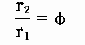 r₂/r₁ = ϕ